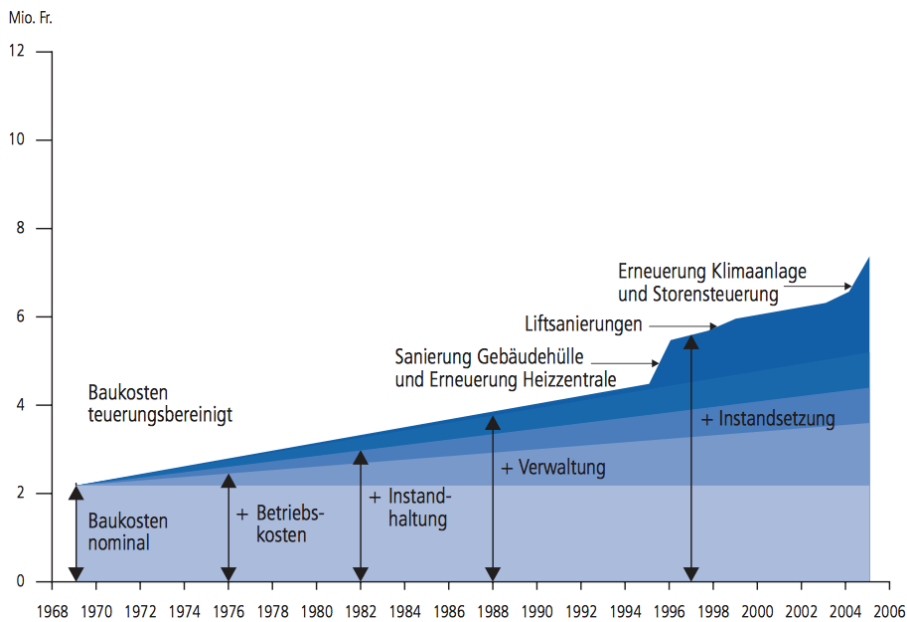 Mio. Fr.
12
10
8
6
4
2
0
Erneuerung Klimaanlage
und Storensteuerung
Liftsanierungen
Sanierung Gebäudehülle
und Erneuerung Heizzentrale
Baukosten
teuerungsbereinigt
+ Instandsetzung
+ Verwaltung
+ Instand-
haltung
+ Betriebs-
kosten
Baukosten
nominal
1968 1970 1972 1974 1976 1978 1980 1982 1984 1986 1988 1990 1992 1994 1996 1998 2000 2002 2004 2006